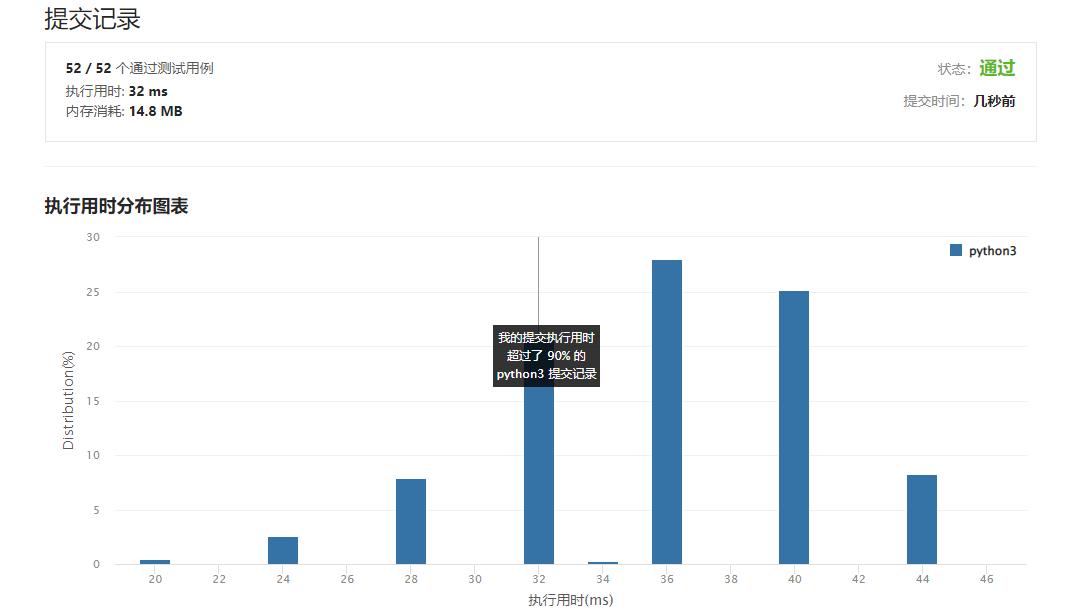 提交记录
52 / 52 个通过测试用例
状态：通过
执行用时: 32 ms
提交时间：几秒前
内存消耗: 14.8 MB
执行用时分布图表
30
python3
25
我的提交执行用时
超过了 90% 的
python3 提交记录
20
15
10
5
0
Distribution(%)
20 22 24 26 28 30 32 34 36 38 40 42 44 46
执行用时(ms)